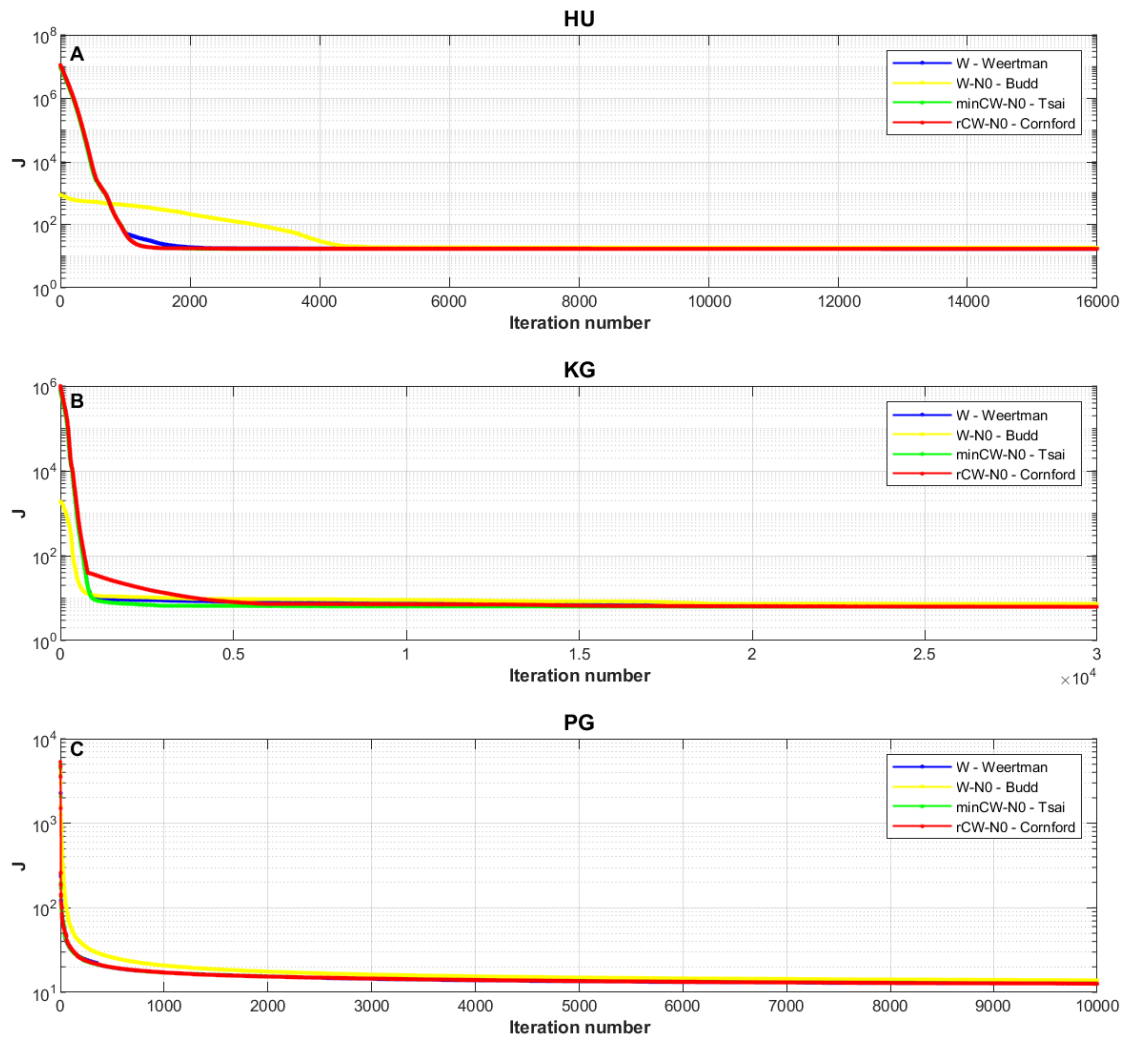 HU
A
10^8
10^6
10^4
10^2
10^0
J
W - Weertman
W-N0 - Budd
minCW-N0 - Tsai
rCW-N0 - Cornford
0 2000 4000 6000 8000 10000 12000 14000 16000
Iteration number
KG
B
10^6
10^4
10^2
10^0
J
W - Weertman
W-N0 - Budd
minCW-N0 - Tsai
rCW-N0 - Cornford
0 0.5 1 1.5 2 2.5 3
×10^4
Iteration number
PG
C
10^4
10^3
10^2
10^1
J
W - Weertman
W-N0 - Budd
minCW-N0 - Tsai
rCW-N0 - Cornford
0 1000 2000 3000 4000 5000 6000 7000 8000 9000 10000
Iteration number